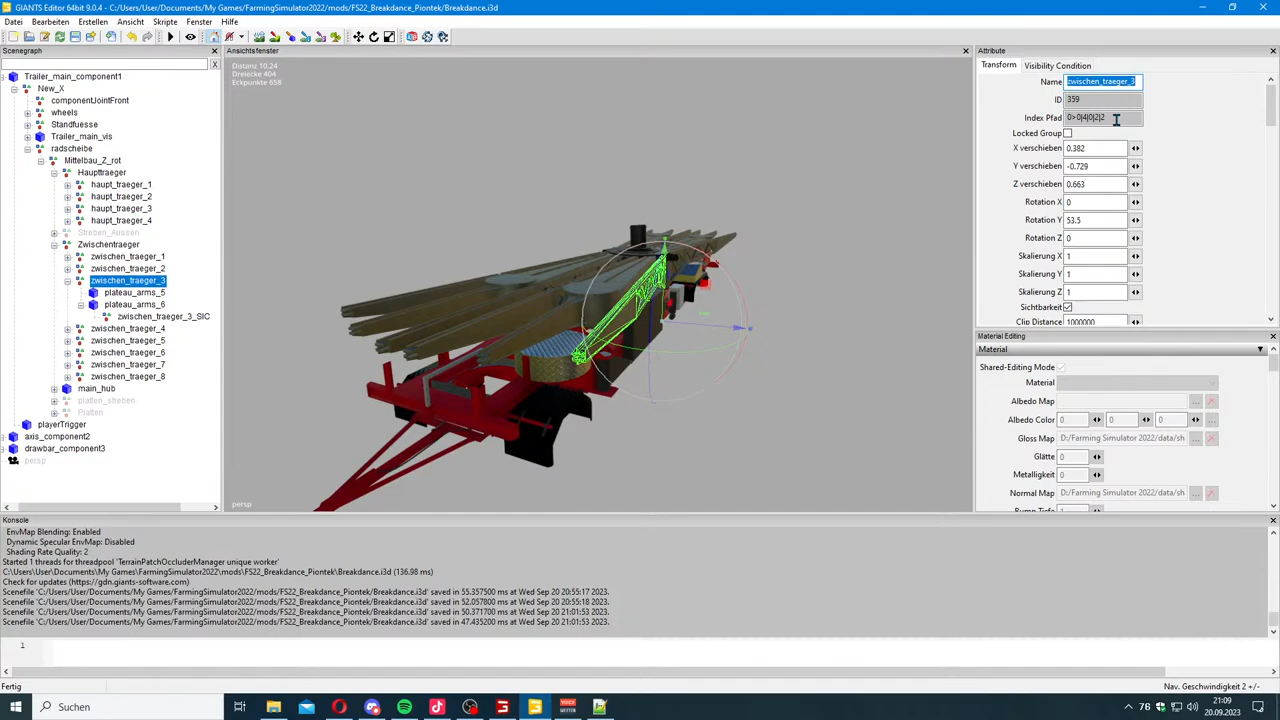 GIANTS Editor 64bit 9.0.4 - C:/Users/User/Documents/My Games/FarmingSimulator2022/mods/FS22_Breakdance_Piontek/Breakdance.i3d
Datei Bearbeiten Erstellen Ansicht Skripte Fenster Hilfe
Scenegraph
Trailer_main_component1
New_X
componentJointFront
wheels
Standfuesse
Trailer_main_vis
radscheibe
Mittelbau_Z_rot
Haupttraeger
haupt_traeger_1
haupt_traeger_2
haupt_traeger_3
haupt_traeger_4
Streben_Aussen
Zwischentraeger
zwischen_traeger_1
zwischen_traeger_2
zwischen_traeger_3
plateau_arms_5
plateau_arms_6
zwischen_traeger_3_SIC
zwischen_traeger_4
zwischen_traeger_5
zwischen_traeger_6
zwischen_traeger_7
zwischen_traeger_8
main_hub
platten_streben
Platten
playerTrigger
axis_component2
drawbar_component3
persp
Ansichtsfenster
Distanz 10.24
Dreiecke 404
Eckpunkte 658
persp
Attribute
Transform Visibility Condition
Name zwischen_traeger_3
ID 359
Index Pfad 0>0|4|0|2|2
Locked Group
X verschieben 0.382
Y verschieben -0.729
Z verschieben 0.663
Rotation X 0
Rotation Y 53.5
Rotation Z 0
Skalierung X 1
Skalierung Y 1
Skalierung Z 1
Sichtbarkeit
Clip Distance 1000000
Material Editing
Material
Shared-Editing Mode
Material
Albedo Map ...
Albedo Color 0 0 0 ...
Gloss Map D:/Farming Simulator 2022/data/sh ...
Glätte 0
Metalligkeit 0
Normal Map D:/Farming Simulator 2022/data/sh ...
Bump Tiefe
Konsole
EnvMap Blending: Enabled
Dynamic Specular EnvMap: Disabled
Shading Rate Quality: 2
Started 1 threads for threadpool 'TerrainPatchOccluderManager unique worker'
C:\Users\User\Documents\My Games\FarmingSimulator2022\mods\FS22_Breakdance_Piontek\Breakdance.i3d (136.98 ms)
Check for updates (https://gdn.giants-software.com)
Scenefile 'C:/Users/User/Documents/My Games/FarmingSimulator2022/mods/FS22_Breakdance_Piontek/Breakdance.i3d' saved in 55.357500 ms at Wed Sep 20 20:55:17 2023.
Scenefile 'C:/Users/User/Documents/My Games/FarmingSimulator2022/mods/FS22_Breakdance_Piontek/Breakdance.i3d' saved in 52.057800 ms at Wed Sep 20 20:55:18 2023.
Scenefile 'C:/Users/User/Documents/My Games/FarmingSimulator2022/mods/FS22_Breakdance_Piontek/Breakdance.i3d' saved in 50.371700 ms at Wed Sep 20 21:01:53 2023.
Scenefile 'C:/Users/User/Documents/My Games/FarmingSimulator2022/mods/FS22_Breakdance_Piontek/Breakdance.i3d' saved in 47.435200 ms at Wed Sep 20 21:01:53 2023.
1
Fertig
Nav. Geschwindigkeit 2 +/-
Suchen
76
21:09
20.09.2023